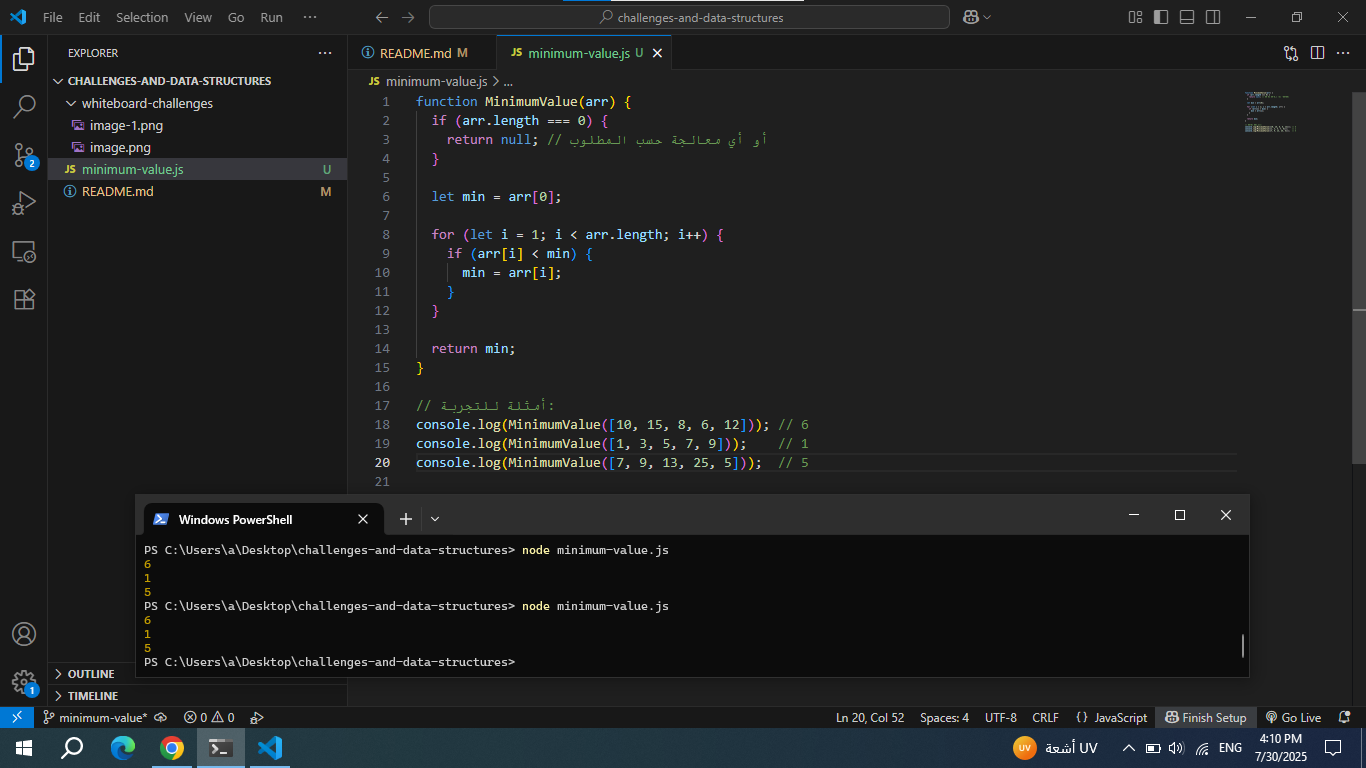 File Edit Selection View Go Run ···
challenges-and-data-structures
EXPLORER
CHALLENGES-AND-DATA-STRUCTURES
whiteboard-challenges
image-1.png
image.png
JS minimum-value.js U
README.md M
2
1
OUTLINE
TIMELINE
README.md M
JS minimum-value.js U
JS minimum-value.js > ...
1 function MinimumValue(arr) {
2 if (arr.length === 0) {
3 return null; // أو أي معالجة حسب المطلوب
4 }
5
6 let min = arr[0];
7
8 for (let i = 1; i < arr.length; i++) {
9 if (arr[i] < min) {
10 min = arr[i];
11 }
12 }
13
14 return min;
15 }
16
17 // أمثلة للتجربة:
18 console.log(MinimumValue([10, 15, 8, 6, 12])); // 6
19 console.log(MinimumValue([1, 3, 5, 7, 9])); // 1
20 console.log(MinimumValue([7, 9, 13, 25, 5])); // 5
21
Windows PowerShell
PS C:\Users\a\Desktop\challenges-and-data-structures> node minimum-value.js
6
1
5
PS C:\Users\a\Desktop\challenges-and-data-structures> node minimum-value.js
6
1
5
PS C:\Users\a\Desktop\challenges-and-data-structures>
minimum-value* 0 0 Ln 20, Col 52 Spaces: 4 UTF-8 CRLF {} JavaScript Finish Setup Go Live
UV أشعة UV ENG
4:10 PM
7/30/2025